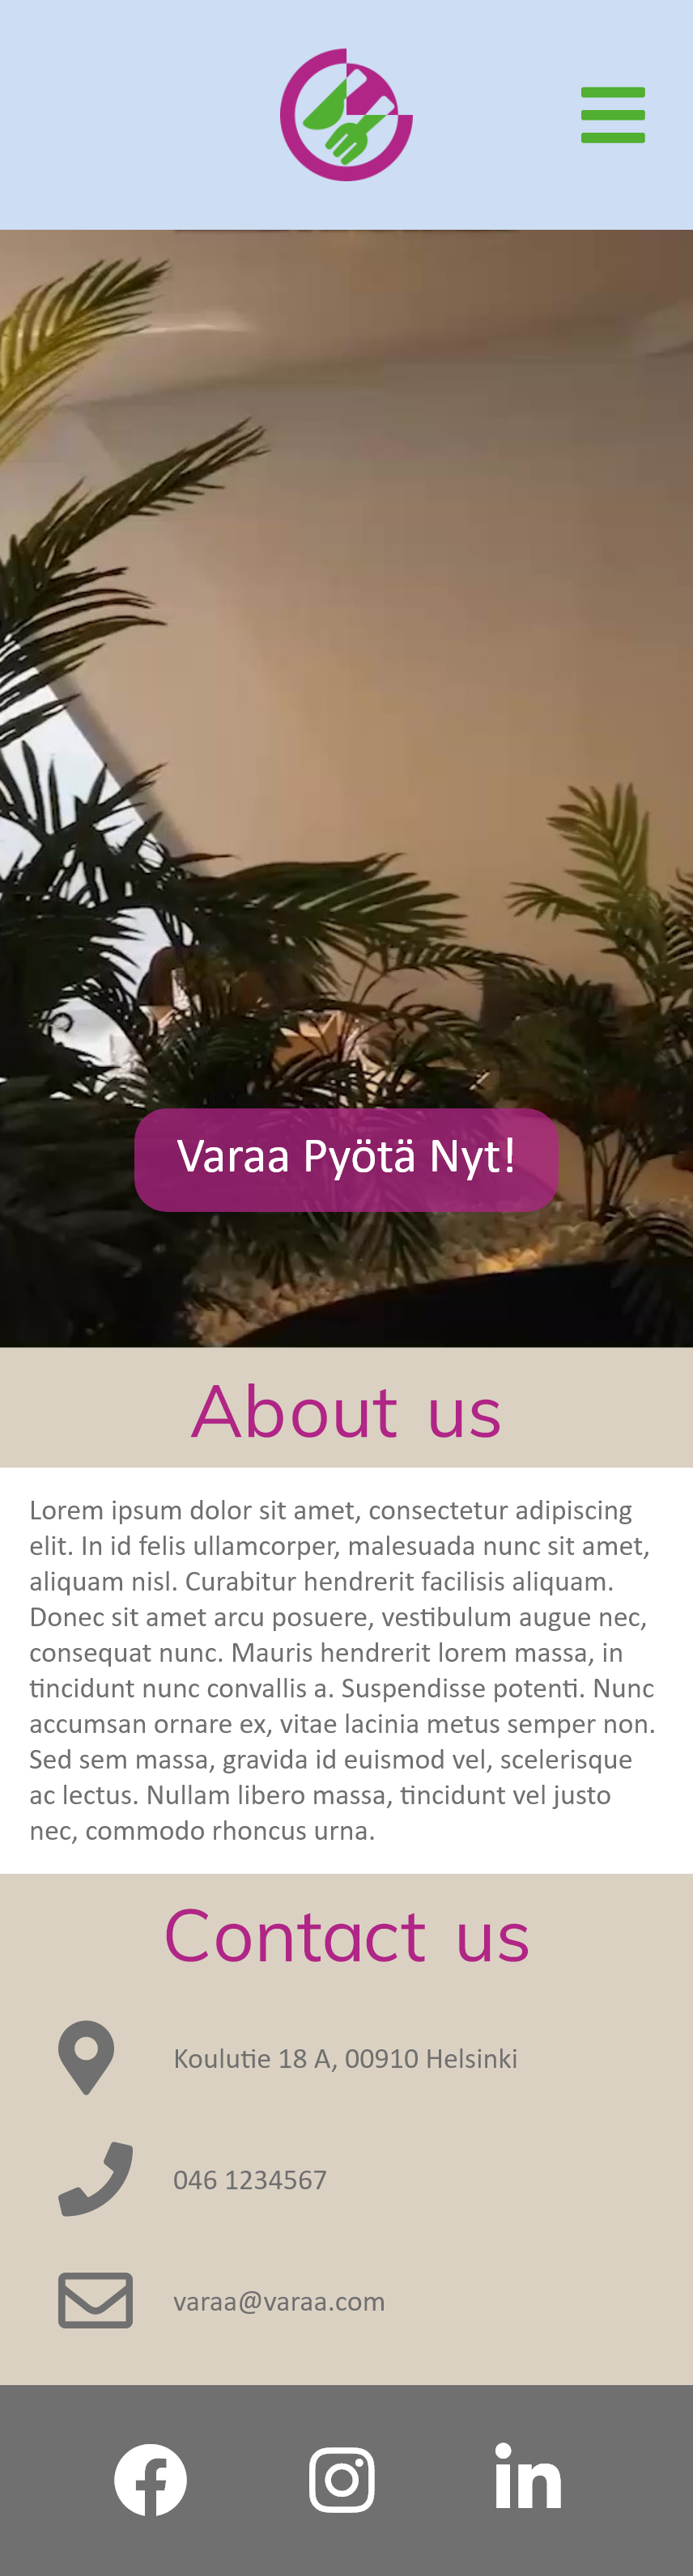 Varaa Pyötä Nyt!
About us
Lorem ipsum dolor sit amet, consectetur adipiscing
elit. In id felis ullamcorper, malesuada nunc sit amet,
aliquam nisl. Curabitur hendrerit facilisis aliquam.
Donec sit amet arcu posuere, vestibulum augue nec,
consequat nunc. Mauris hendrerit lorem massa, in
tincidunt nunc convallis a. Suspendisse potenti. Nunc
accumsan ornare ex, vitae lacinia metus semper non.
Sed sem massa, gravida id euismod vel, scelerisque
ac lectus. Nullam libero massa, tincidunt vel justo
nec, commodo rhoncus urna.
Contact us
Koulutie 18 A, 00910 Helsinki
046 1234567
varaa@varaa.com